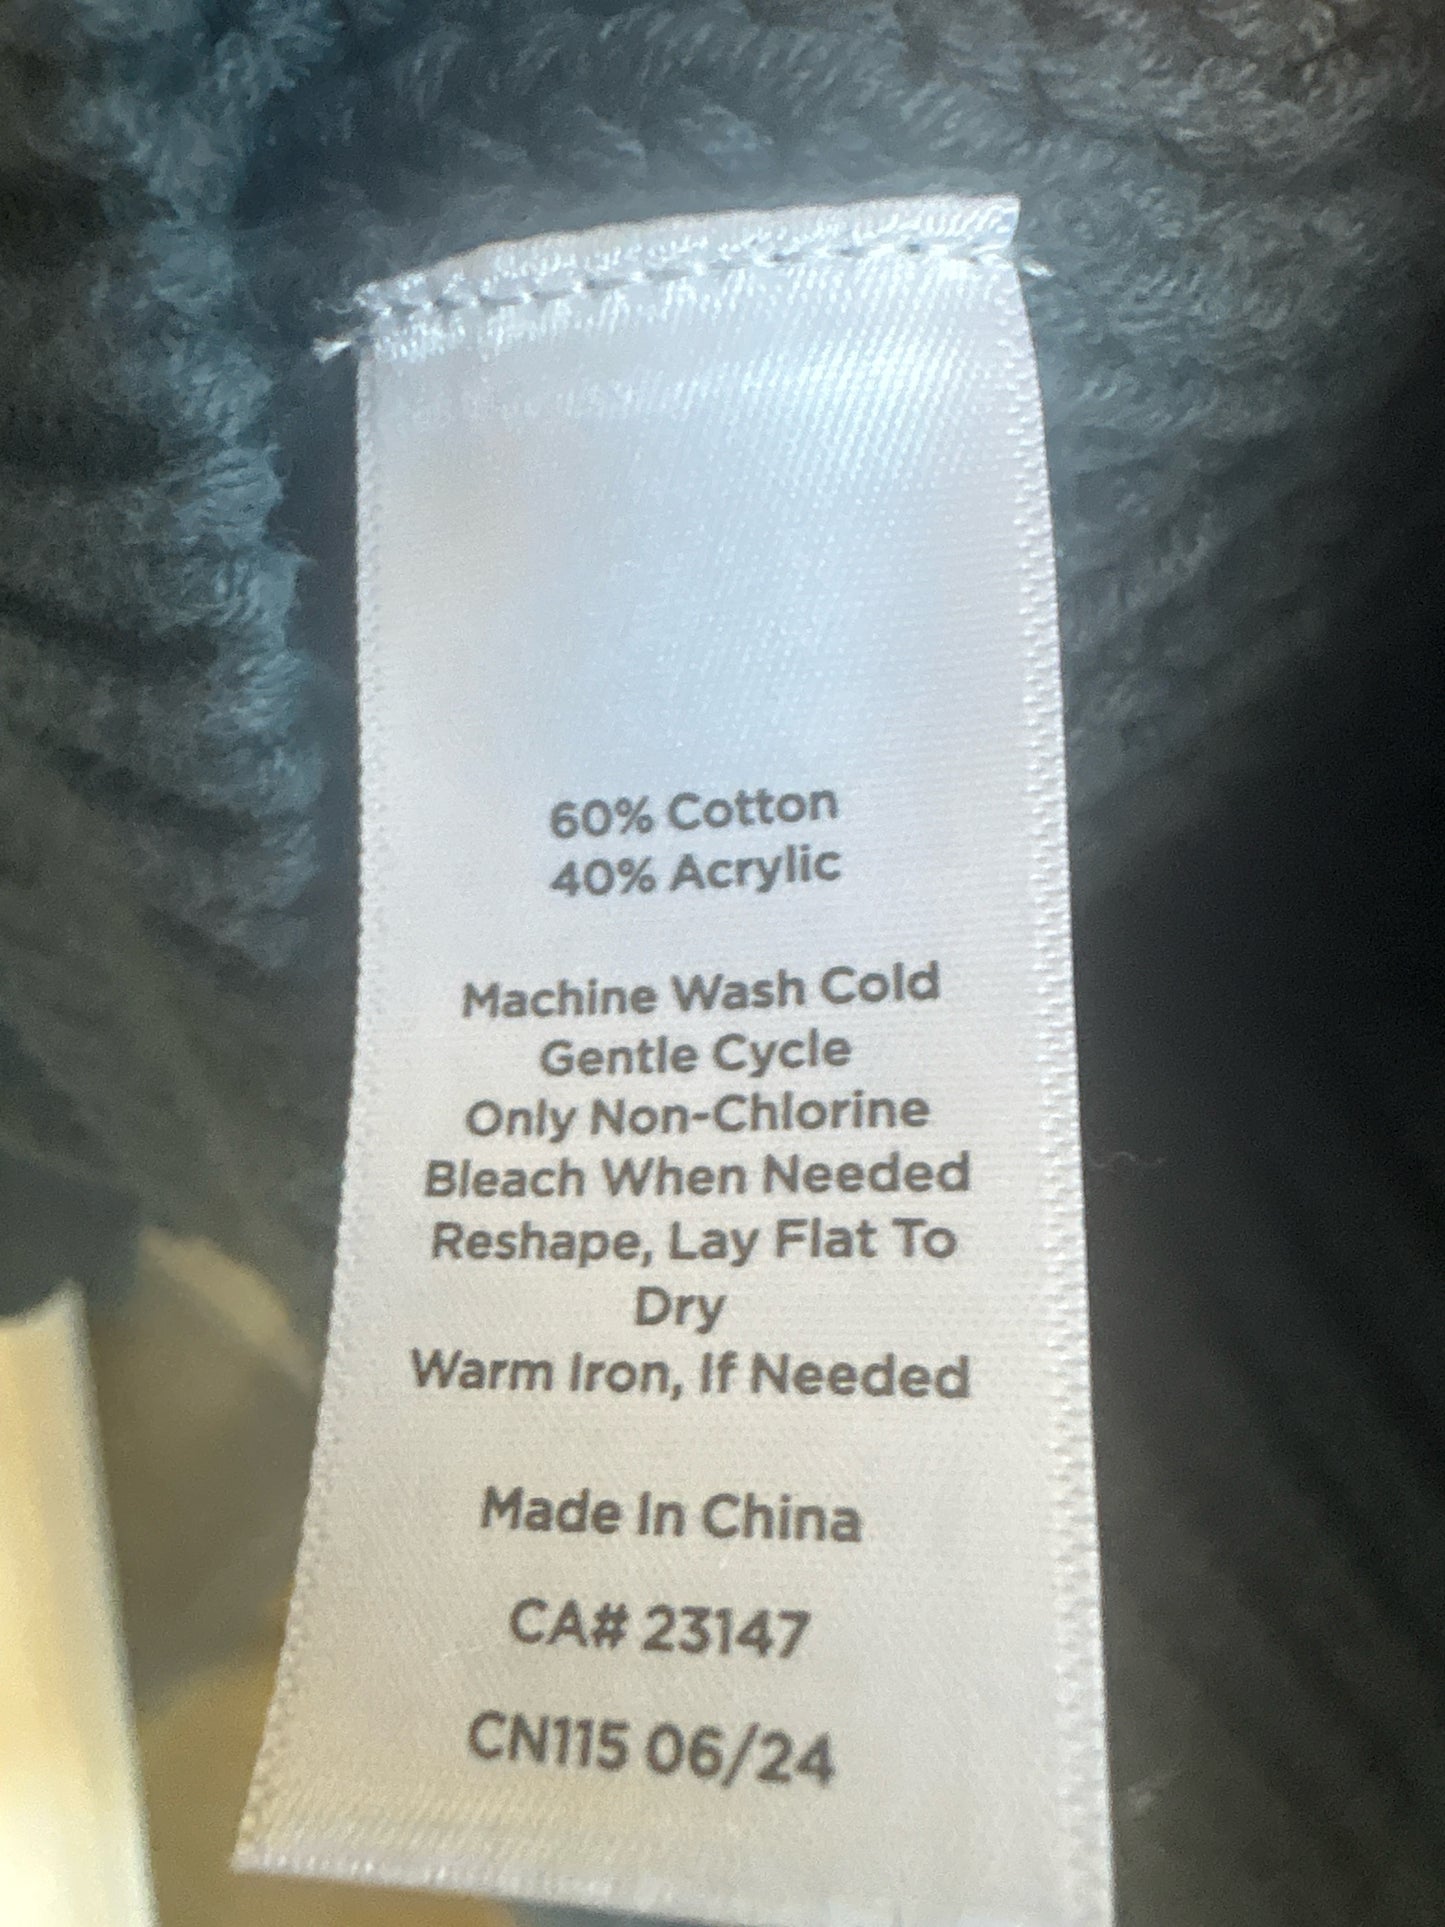 60% Cotton
40% Acrylic
Machine Wash Cold
Gentle Cycle
Only Non-Chlorine
Bleach When Needed
Reshape, Lay Flat To
Dry
Warm Iron, If Needed
Made In China
CA# 23147
CN115 06/24